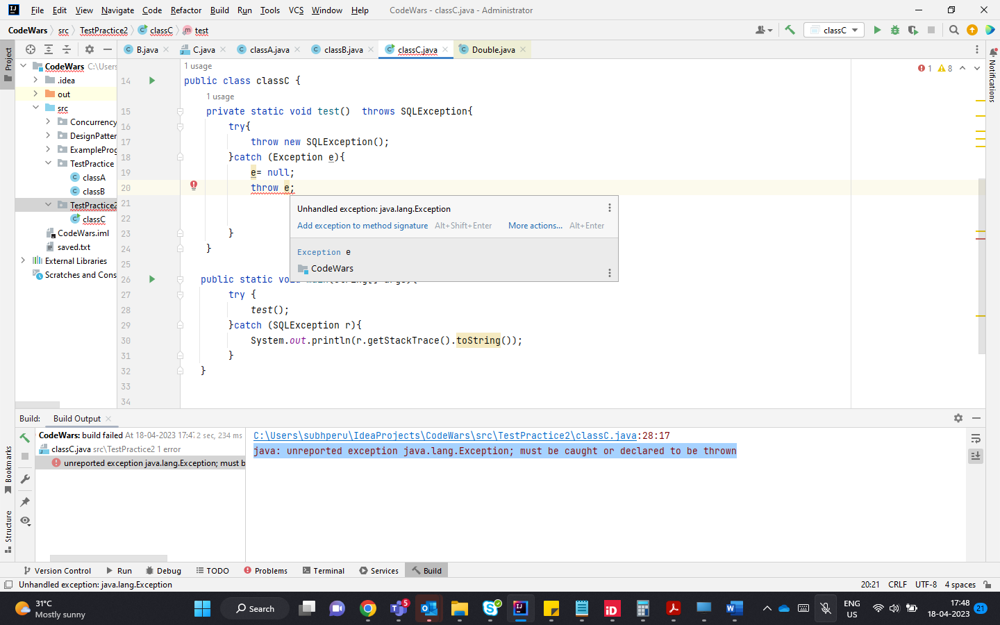 File Edit View Navigate Code Refactor Build Run Tools VCS Window Help CodeWars - classC.java - Administrator
CodeWars src TestPractice2 classC test classC
Project B.java C.java classA.java classB.java classC.java Double.java
CodeWars C:\Users
.idea
out
src
Concurrency
DesignPatter
ExampleProg
TestPractice
classA
classB
TestPractice2
classC
CodeWars.iml
saved.txt
External Libraries
Scratches and Cons
1 usage
14 public class classC {
1 usage
15 private static void test()  throws SQLException{
16 try{
17 throw new SQLException();
18 }catch (Exception e){
19 e= null;
20 throw e;
21
22
23 }
24 }
25
26 public static
27 try {
28 test();
29 }catch (SQLException r){
30 System.out.println(r.getStackTrace().toString());
31 }
32 }
33
34
1 8
Notifications
Unhandled exception: java.lang.Exception
Add exception to method signature Alt+Shift+Enter More actions... Alt+Enter
Exception e
CodeWars
Build: Build Output
CodeWars: build failed At 18-04-2023 17:47 2 sec, 234 ms
classC.java src\TestPractice2 1 error
unreported exception java.lang.Exception; must b
C:\Users\subhperu\IdeaProjects\CodeWars\src\TestPractice2\classC.java:28:17
java: unreported exception java.lang.Exception; must be caught or declared to be thrown
Bookmarks
Structure
Version Control Run Debug TODO Problems Terminal Services Build
Unhandled exception: java.lang.Exception 20:21 CRLF UTF-8 4 spaces
31°C
Mostly sunny
Search
5
ENG
US
17:48
18-04-2023
21